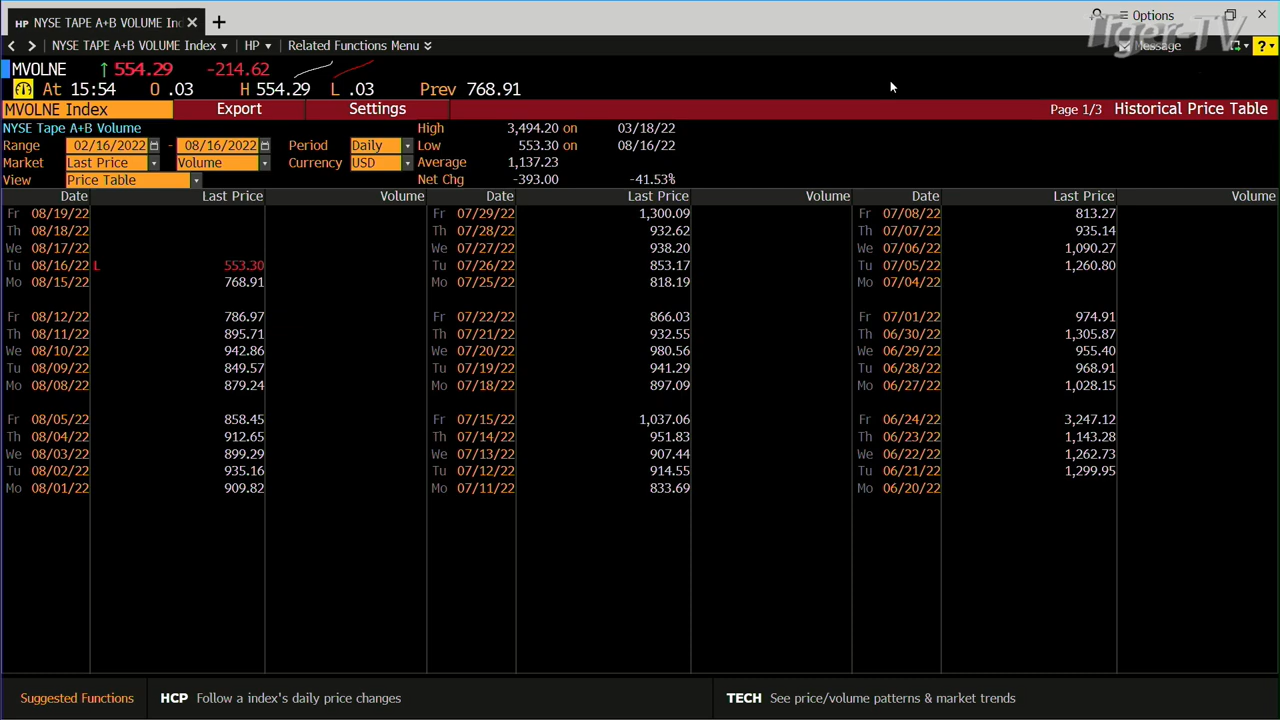 HP NYSE TAPE A+B VOLUME In
Options
Tiger-TV
NYSE TAPE A+B VOLUME Index HP Related Functions Menu
Message ?
MVOLNE ↑ 554.29 -214.62
At 15:54 O .03 H 554.29 L .03 Prev 768.91
MVOLNE Index Export Settings Page 1/3 Historical Price Table
NYSE Tape A+B Volume High 3,494.20 on 03/18/22
Range 02/16/2022 - 08/16/2022 Period Daily Low 553.30 on 08/16/22
Market Last Price Volume Currency USD Average 1,137.23
View Price Table Net Chg -393.00 -41.53%
Date Last Price Volume Date Last Price Volume Date Last Price Volume
Fr 08/19/22 Fr 07/29/22 1,300.09 Fr 07/08/22 813.27
Th 08/18/22 Th 07/28/22 932.62 Th 07/07/22 935.14
We 08/17/22 We 07/27/22 938.20 We 07/06/22 1,090.27
Tu 08/16/22 L 553.30 Tu 07/26/22 853.17 Tu 07/05/22 1,260.80
Mo 08/15/22 768.91 Mo 07/25/22 818.19 Mo 07/04/22
Fr 08/12/22 786.97 Fr 07/22/22 866.03 Fr 07/01/22 974.91
Th 08/11/22 895.71 Th 07/21/22 932.55 Th 06/30/22 1,305.87
We 08/10/22 942.86 We 07/20/22 980.56 We 06/29/22 955.40
Tu 08/09/22 849.57 Tu 07/19/22 941.29 Tu 06/28/22 968.91
Mo 08/08/22 879.24 Mo 07/18/22 897.09 Mo 06/27/22 1,028.15
Fr 08/05/22 858.45 Fr 07/15/22 1,037.06 Fr 06/24/22 3,247.12
Th 08/04/22 912.65 Th 07/14/22 951.83 Th 06/23/22 1,143.28
We 08/03/22 899.29 We 07/13/22 907.44 We 06/22/22 1,262.73
Tu 08/02/22 935.16 Tu 07/12/22 914.55 Tu 06/21/22 1,299.95
Mo 08/01/22 909.82 Mo 07/11/22 833.69 Mo 06/20/22
Suggested Functions HCP Follow a index's daily price changes TECH See price/volume patterns & market trends